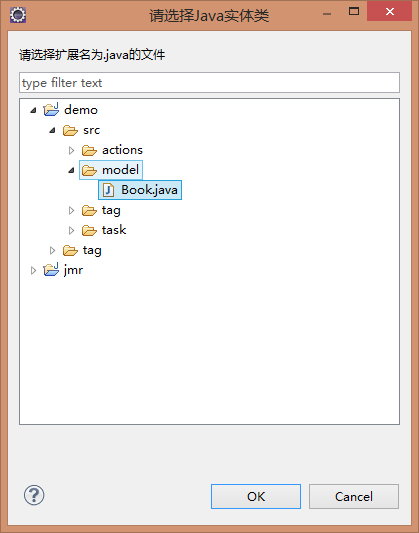 请选择Java实体类
请选择扩展名为.java的文件
type filter text
demo
src
actions
model
Book.java
tag
task
tag
jmr
OK
Cancel